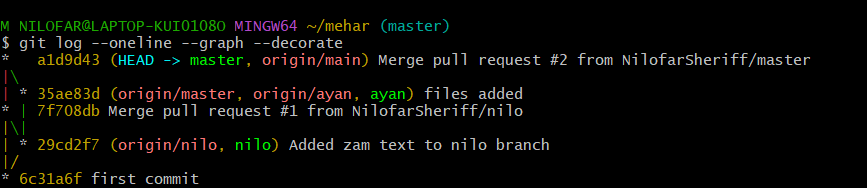 M NILOFAR@LAPTOP-KUI0108O MINGW64 ~/mehar (master)
$ git log --oneline --graph --decorate
*   a1d9d43 (HEAD -> master, origin/main) Merge pull request #2 from NilofarSheriff/master
|\
| * 35ae83d (origin/master, origin/ayan, ayan) files added
* | 7f708db Merge pull request #1 from NilofarSheriff/nilo
|\|
| * 29cd2f7 (origin/nilo, nilo) Added zam text to nilo branch
|/
* 6c31a6f first commit